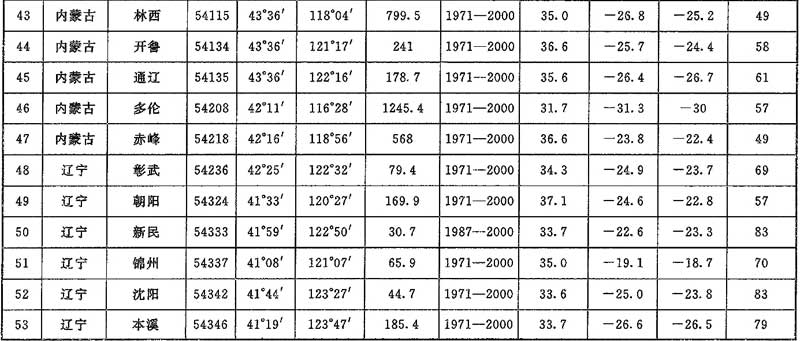 43 内蒙古 林西 54115 43°36′ 118°04′ 799.5 1971—2000 35.0 －26.8 －25.2 49
44 内蒙古 开鲁 54134 43°36′ 121°17′ 241 1971—2000 36.6 －25.7 －24.4 58
45 内蒙古 通辽 54135 43°36′ 122°16′ 178.7 1971—2000 35.6 －26.4 －26.7 61
46 内蒙古 多伦 54208 42°11′ 116°28′ 1245.4 1971—2000 31.7 －31.3 －30 57
47 内蒙古 赤峰 54218 42°16′ 118°56′ 568 1971—2000 36.6 －23.8 －22.4 49
48 辽宁 彰武 54236 42°25′ 122°32′ 79.4 1971—2000 34.3 －24.9 －23.7 69
49 辽宁 朝阳 54324 41°33′ 120°27′ 169.9 1971—2000 37.1 －24.6 －22.8 57
50 辽宁 新民 54333 41°59′ 122°50′ 30.7 1987—2000 33.7 －22.6 －23.3 83
51 辽宁 锦州 54337 41°08′ 121°07′ 65.9 1971—2000 35.0 －19.1 －18.7 70
52 辽宁 沈阳 54342 41°44′ 123°27′ 44.7 1971—2000 33.6 －25.0 －23.8 83
53 辽宁 本溪 54346 41°19′ 123°47′ 185.4 1971—2000 33.7 －26.6 －26.5 79